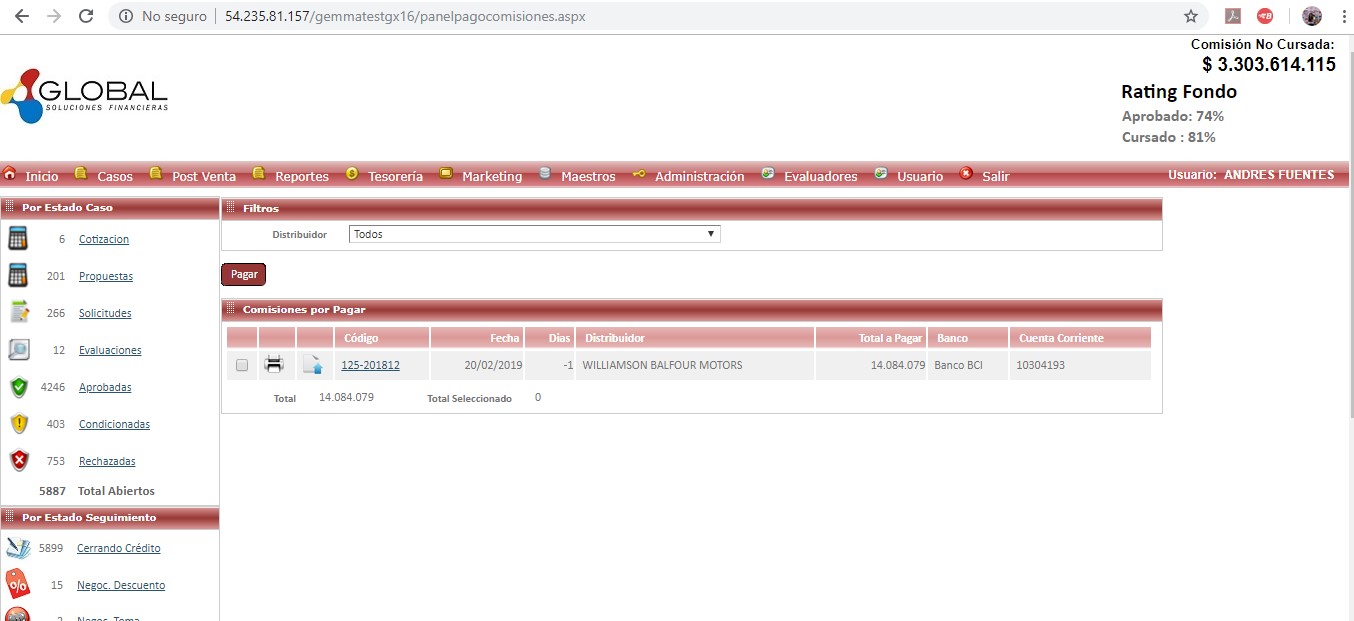 No seguro | 54.235.81.157/gemmatestgx16/panelpagocomisiones.aspx
Comisión No Cursada:
$ 3.303.614.115
GLOBAL
SOLUCIONES FINANCIERAS
Rating Fondo
Aprobado: 74%
Cursado : 81%
Inicio Casos Post Venta Reportes Tesorería Marketing Maestros Administración Evaluadores Usuario Salir Usuario: ANDRES FUENTES
Por Estado Caso
6 Cotizacion
201 Propuestas
266 Solicitudes
12 Evaluaciones
4246 Aprobadas
403 Condicionadas
753 Rechazadas
5887 Total Abiertos
Por Estado Seguimiento
5899 Cerrando Crédito
15 Negoc. Descuento
2 Negoc. Toma
Filtros
Distribuidor Todos
Pagar
Comisiones por Pagar
Código Fecha Dias Distribuidor Total a Pagar Banco Cuenta Corriente
125-201812 20/02/2019 -1 WILLIAMSON BALFOUR MOTORS 14.084.079 Banco BCI 10304193
Total 14.084.079 Total Seleccionado 0